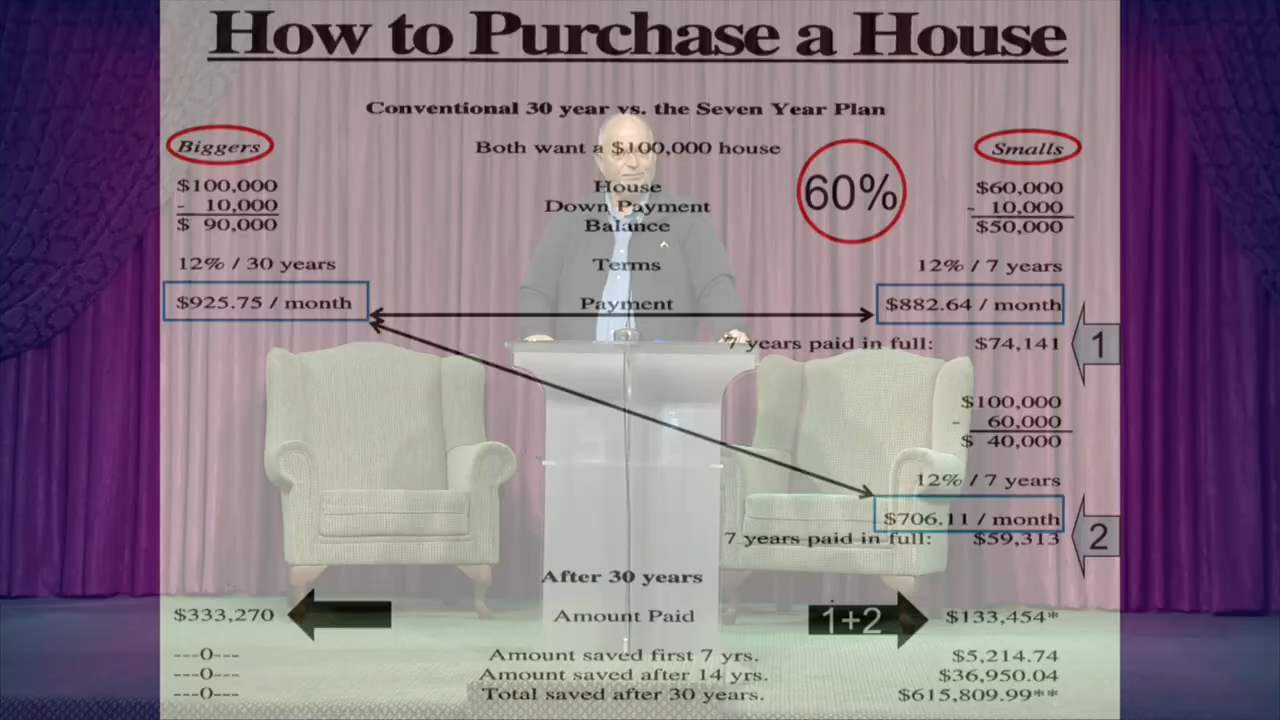 How to Purchase a House
Conventional 30 year vs. the Seven Year Plan
Biggers Both want a $100,000 house Smalls
60%
$100,000 House $60,000
- 10,000 Down Payment - 10,000
$ 90,000 Balance $50,000
12% / 30 years Terms 12% / 7 years
$925.75 / month Payment $882.64 / month
7 years paid in full: $74,141
1
$100,000
- 60,000
$ 40,000
12% / 7 years
$706.11 / month
7 years paid in full: $59,313
2
After 30 years
$333,270 Amount Paid 1+2 $133,454*
---0--- Amount saved first 7 yrs. $5,214.74
---0--- Amount saved after 14 yrs. $36,950.04
---0--- Total saved after 30 years. $615,809.99**